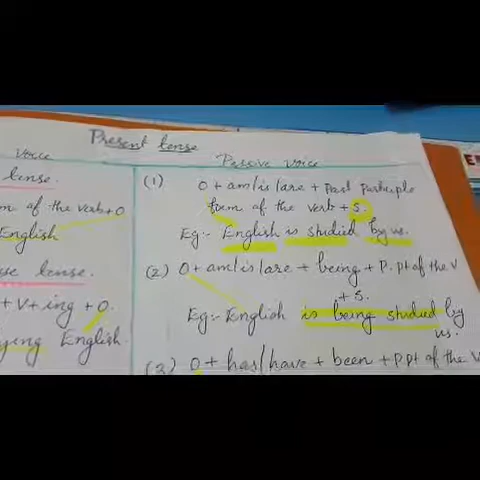 Present tense
voice
Passive voice
tense.
of the verb + O
English
tense.
+ V + ing + O.
English.
(1) O + am/is/are + past participle
form of the verb + S.
Eg:- English is studied by us.
(2) O + am/is/are + being + P.pt of the V
+ S.
Eg:- English is being studied by
us.
(3) O + has/have + been + P pt of the V